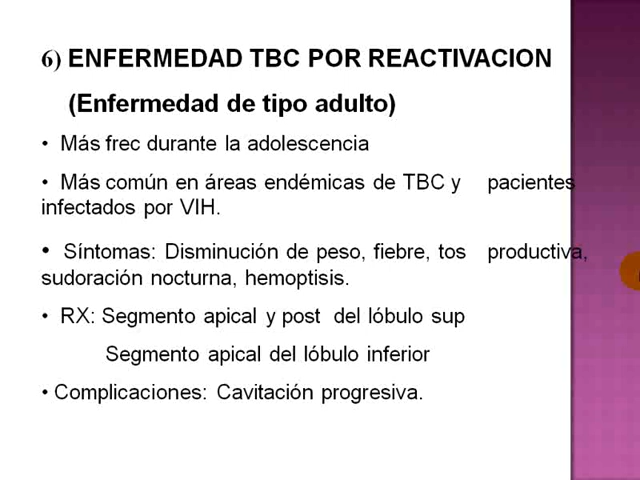 6) ENFERMEDAD TBC POR REACTIVACION
(Enfermedad de tipo adulto)
• Más frec durante la adolescencia
• Más común en áreas endémicas de TBC y pacientes
infectados por VIH.
• Síntomas: Disminución de peso, fiebre, tos productiva,
sudoración nocturna, hemoptisis.
• RX: Segmento apical y post del lóbulo sup
Segmento apical del lóbulo inferior
• Complicaciones: Cavitación progresiva.